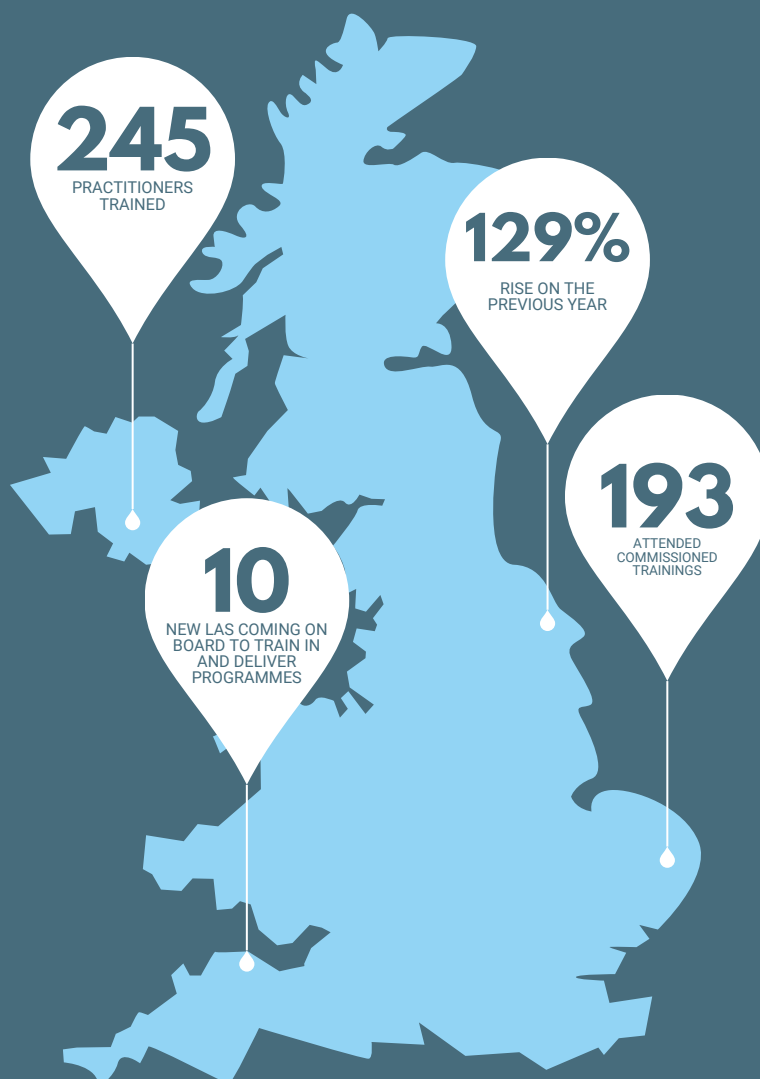 245
PRACTITIONERS
TRAINED
129%
RISE ON THE
PREVIOUS YEAR
193
ATTENDED
COMMISSIONED
TRAININGS
10
NEW LAS COMING ON
BOARD TO TRAIN IN
AND DELIVER
PROGRAMMES